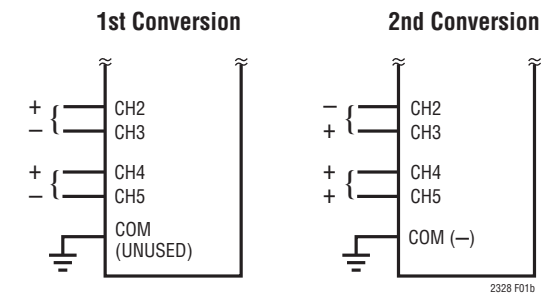 1st Conversion
+ { CH2
– CH3
+ { CH4
– CH5
COM
(UNUSED)
2nd Conversion
– { CH2
+ CH3
+ { CH4
+ CH5
COM (–)
2328 F01b